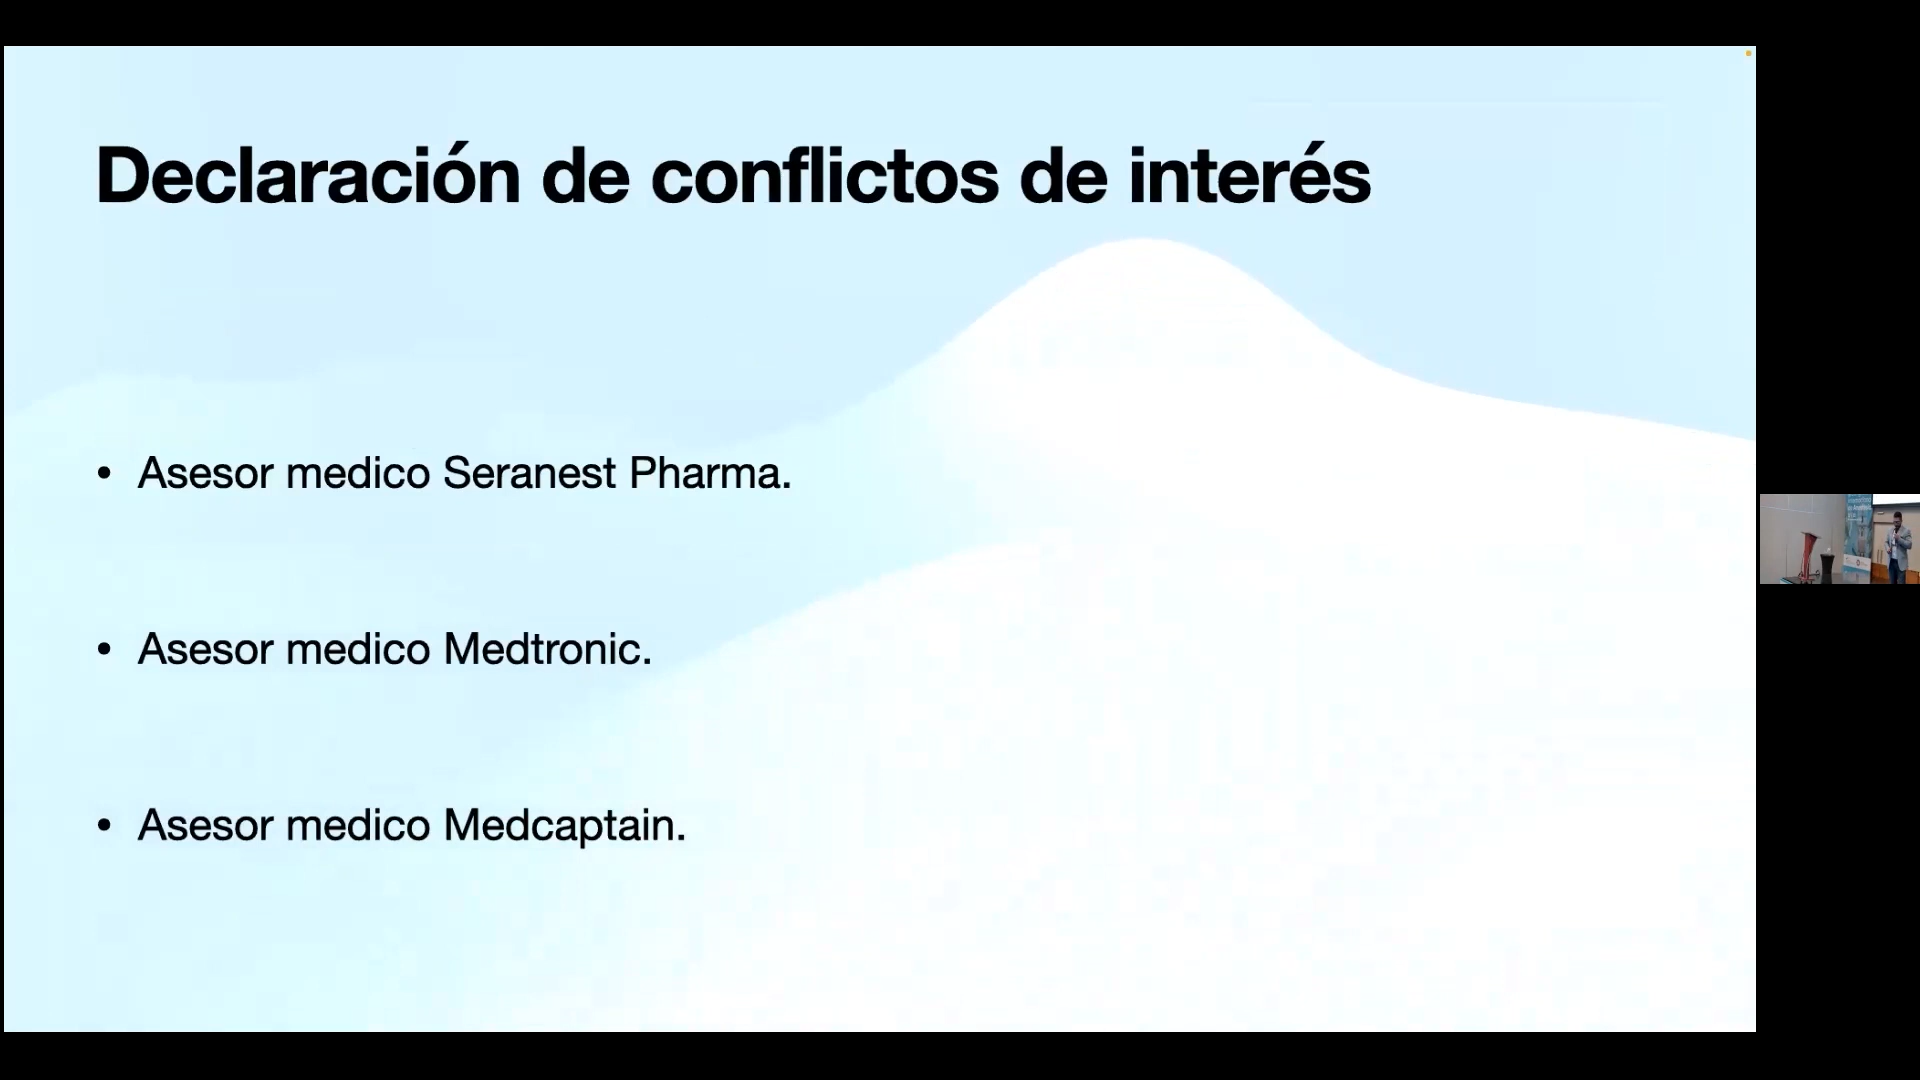 Declaración de conflictos de interés
• Asesor medico Seranest Pharma.
• Asesor medico Medtronic.
• Asesor medico Medcaptain.